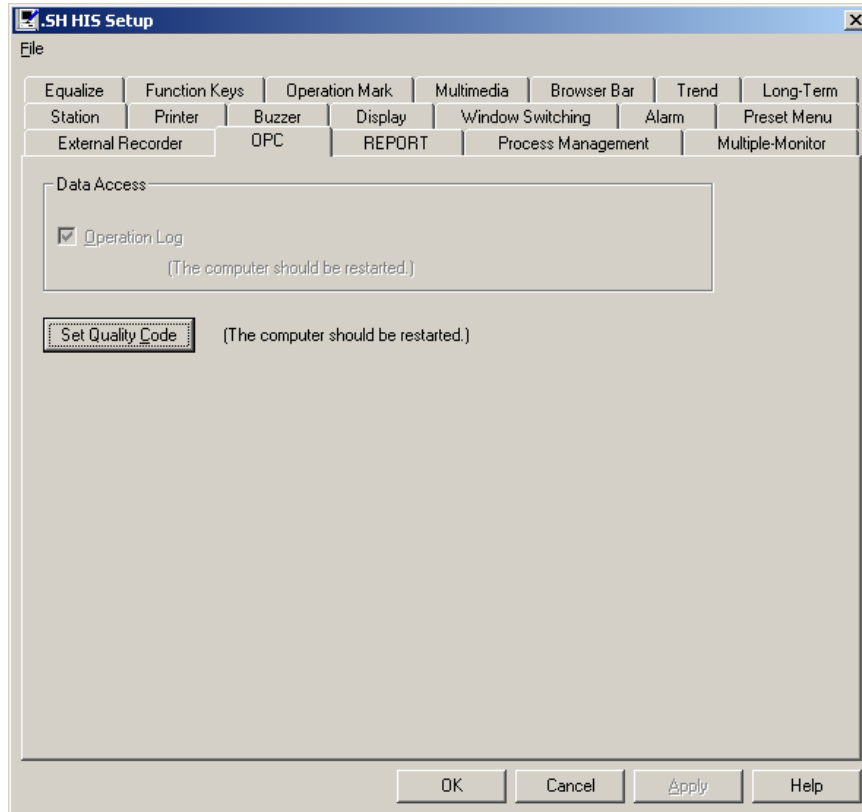 .SH HIS Setup
File
Equalize Function Keys Operation Mark Multimedia Browser Bar Trend Long-Term
Station Printer Buzzer Display Window Switching Alarm Preset Menu
External Recorder OPC REPORT Process Management Multiple-Monitor
Data Access
Operation Log
(The computer should be restarted.)
Set Quality Code (The computer should be restarted.)
OK Cancel Apply Help